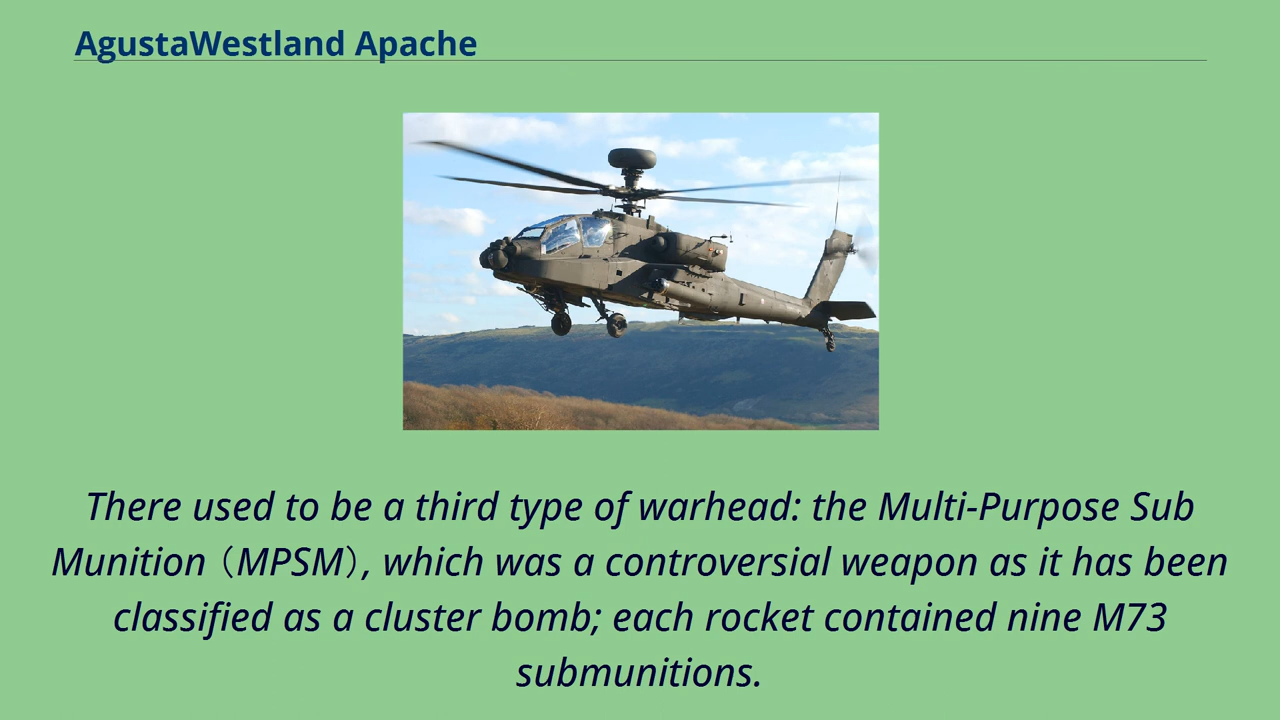 AgustaWestland Apache
There used to be a third type of warhead: the Multi-Purpose Sub
Munition（MPSM）, which was a controversial weapon as it has been
classified as a cluster bomb; each rocket contained nine M73
submunitions.